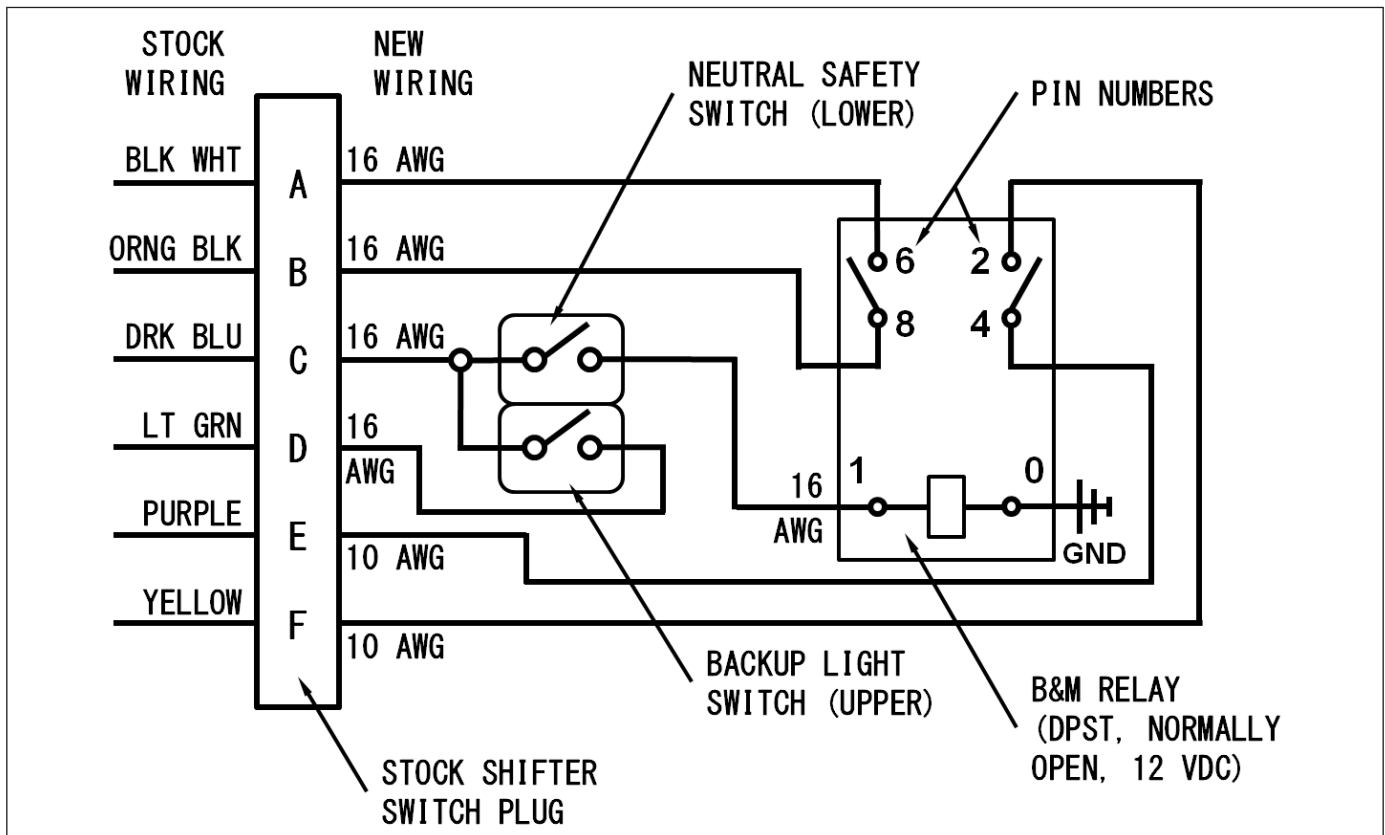 STOCK
WIRING
NEW
WIRING
NEUTRAL SAFETY
SWITCH (LOWER)
PIN NUMBERS
BLK WHT
A
16 AWG
ORNG BLK
B
16 AWG
6
2
8
4
DRK BLU
C
16 AWG
LT GRN
D
16
AWG
1
0
16
AWG
GND
PURPLE
E
10 AWG
YELLOW
F
10 AWG
BACKUP LIGHT
SWITCH (UPPER)
B&M RELAY
(DPST, NORMALLY
OPEN, 12 VDC)
STOCK SHIFTER
SWITCH PLUG